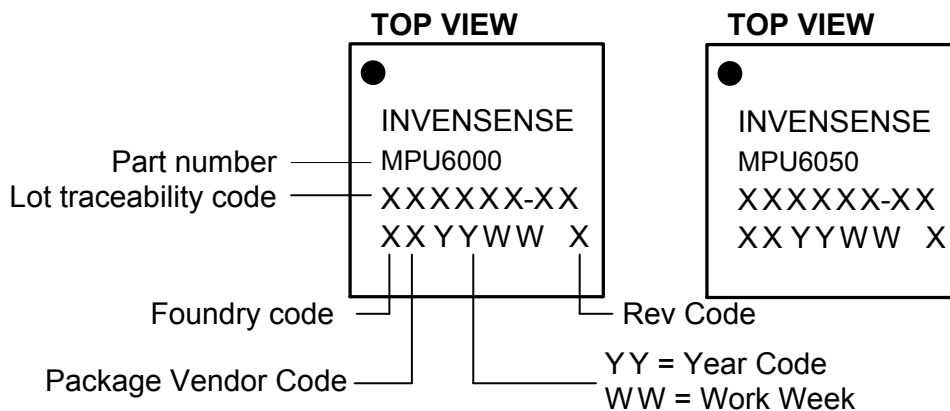 TOP VIEW
INVENSENSE
MPU6000
XXXXXX-XX
XXYYWW X
Part number
Lot traceability code
Foundry code
Package Vendor Code
Rev Code
YY = Year Code
WW = Work Week
TOP VIEW
INVENSENSE
MPU6050
XXXXXX-XX
XXYYWW X